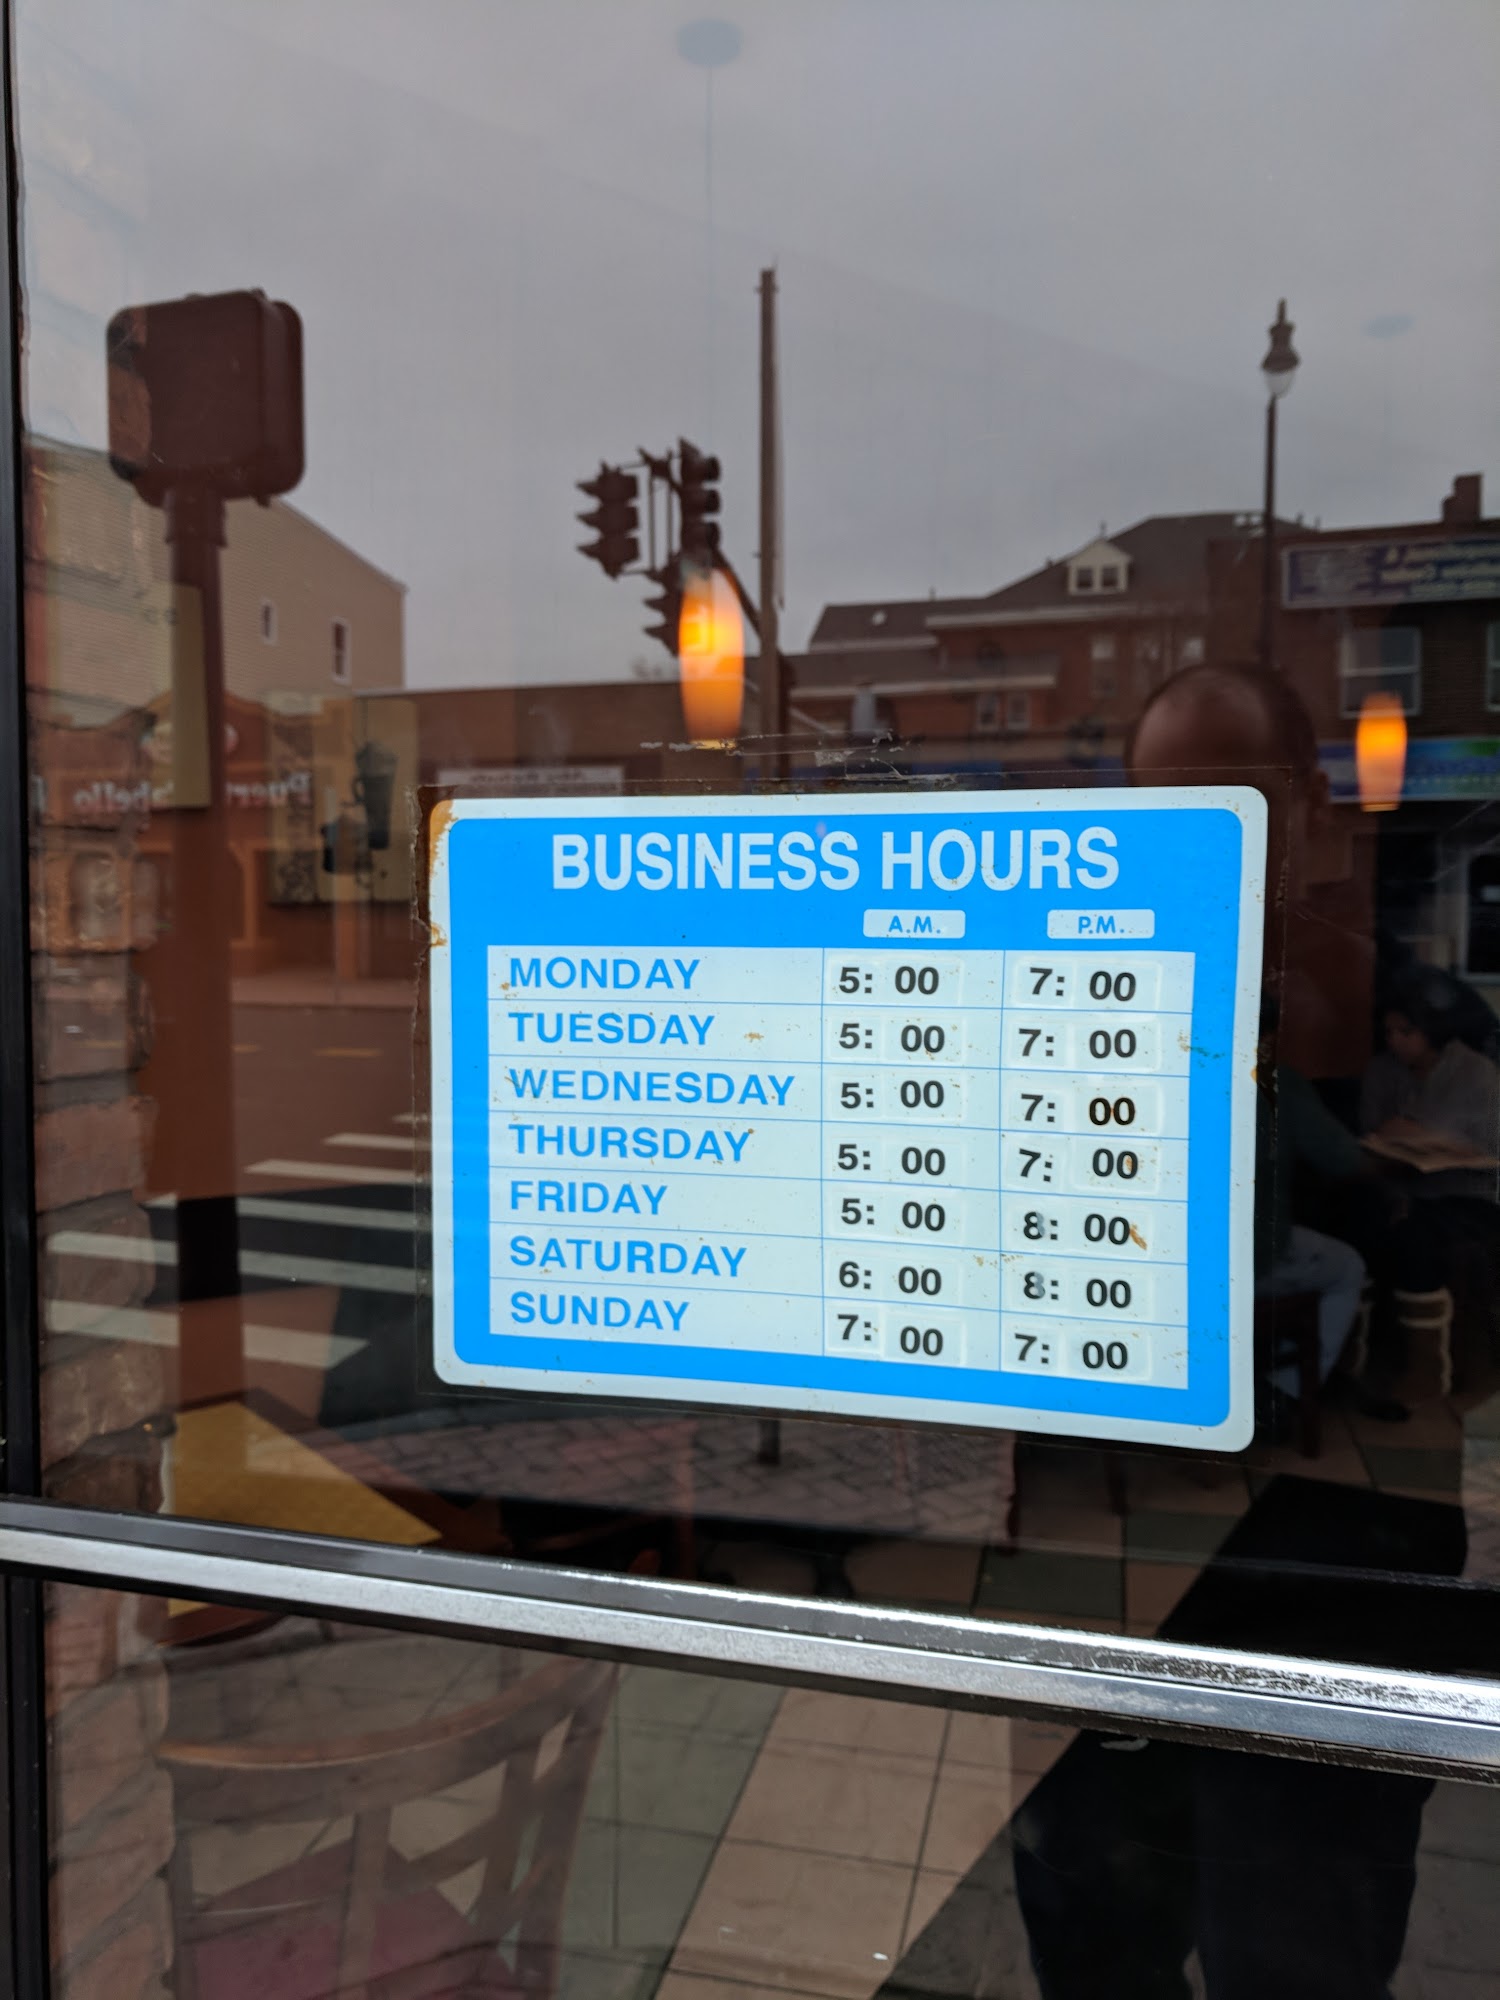 BUSINESS HOURS
A.M. P.M.
MONDAY 5: 00 7: 00
TUESDAY 5: 00 7: 00
WEDNESDAY 5: 00 7: 00
THURSDAY 5: 00 7: 00
FRIDAY 5: 00 8: 00
SATURDAY 6: 00 8: 00
SUNDAY 7: 00 7: 00